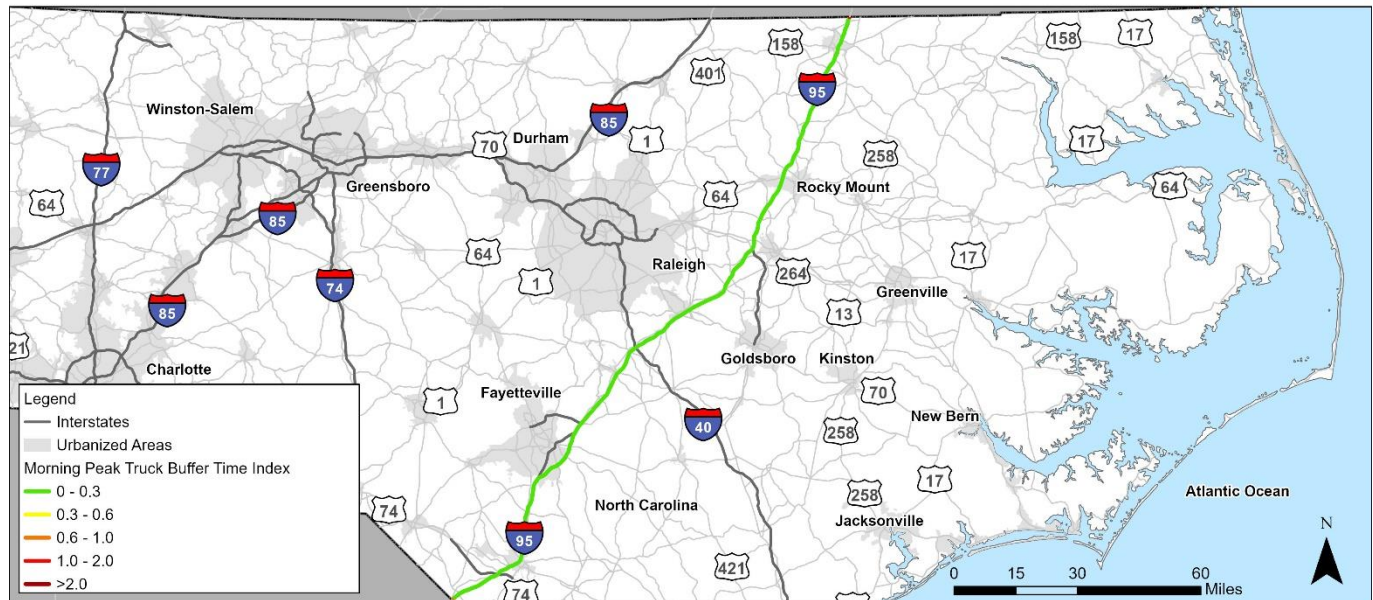 158
17
158
401
95
Winston-Salem
85
Durham
1
70
17
258
77
Greensboro
Rocky Mount
64
64
64
85
64
17
Raleigh
264
74
1
Greenville
85
13
21
Goldsboro
Kinston
Charlotte
Fayetteville
70
1
New Bern
40
258
17
Atlantic Ocean
258
North Carolina
74
Jacksonville
95
421
74
Legend
Interstates
Urbanized Areas
Morning Peak Truck Buffer Time Index
0 - 0.3
0.3 - 0.6
0.6 - 1.0
1.0 - 2.0
>2.0
N
0 15 30 60
Miles